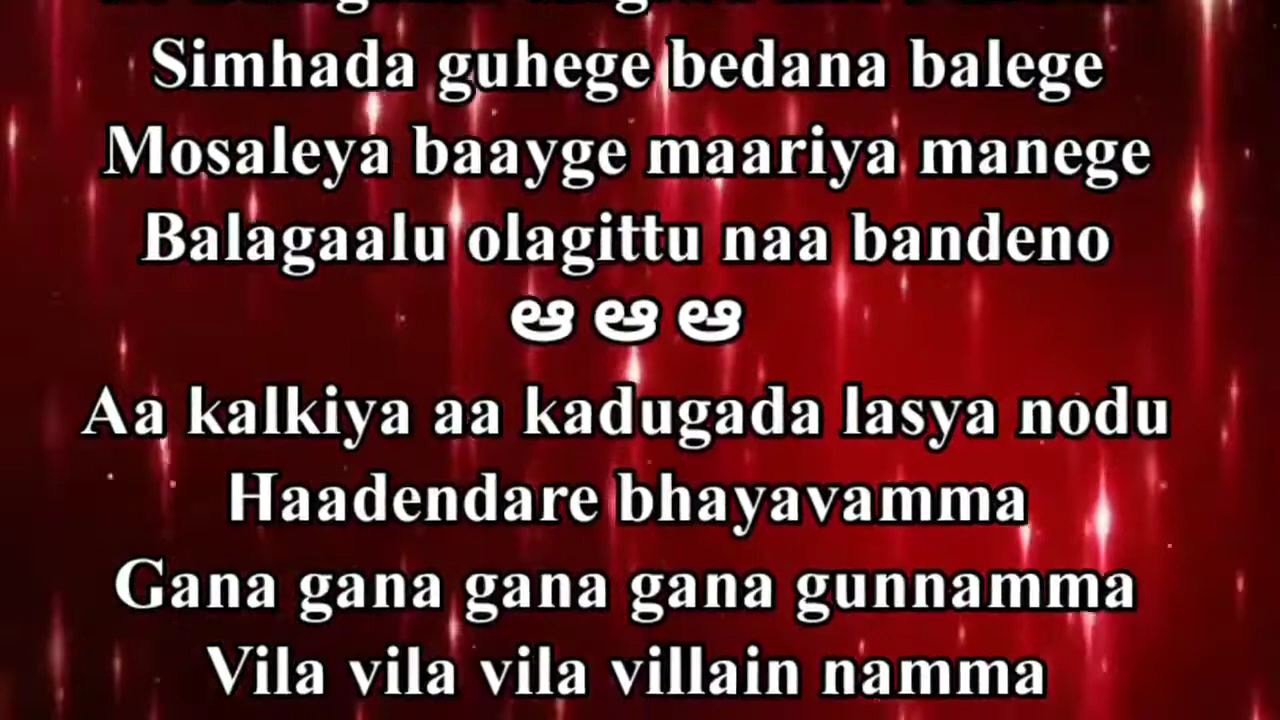 Simhada guhege bedana balege
Mosaleya baayge maariya manege
Balagaalu olagittu naa bandeno
ಆ ಆ ಆ
Aa kalkiya aa kadugada lasya nodu
Haadendare bhayavamma
Gana gana gana gana gunnamma
Vila vila vila villain namma